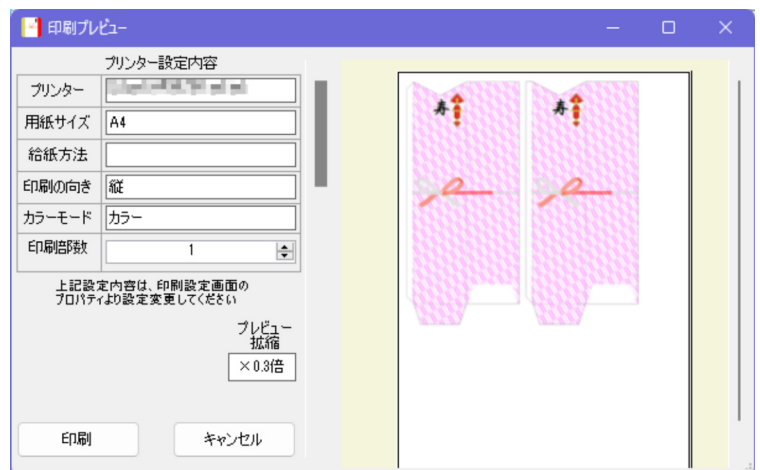 印刷プレビュー
プリンター設定内容
プリンター
用紙サイズ A4
給紙方法
印刷の向き 縦
カラーモード カラー
印刷部数 1
上記設定内容は、印刷設定画面の
プロパティより設定変更してください
プレビュー
拡縮
×0.3倍
印刷 キャンセル
寿 寿